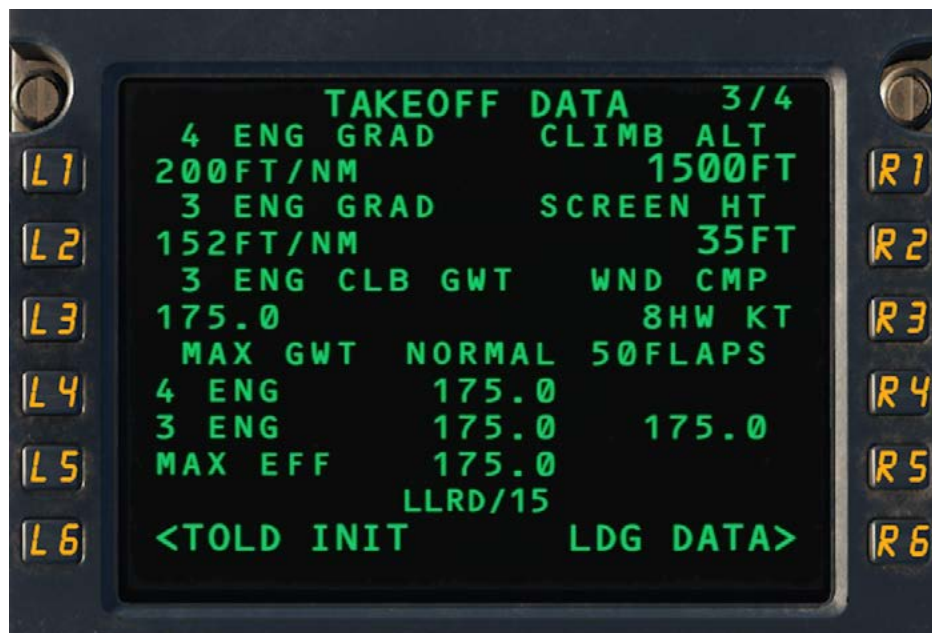 TAKEOFF DATA 3/4
4 ENG GRAD CLIMB ALT
L1 200FT/NM 1500FT R1
3 ENG GRAD SCREEN HT
L2 152FT/NM 35FT R2
3 ENG CLB GWT WND CMP
L3 175.0 8HW KT R3
MAX GWT NORMAL 50FLAPS
L4 4 ENG 175.0 R4
3 ENG 175.0 175.0
L5 MAX EFF 175.0 R5
LLRD/15
L6 <TOLD INIT LDG DATA> R6